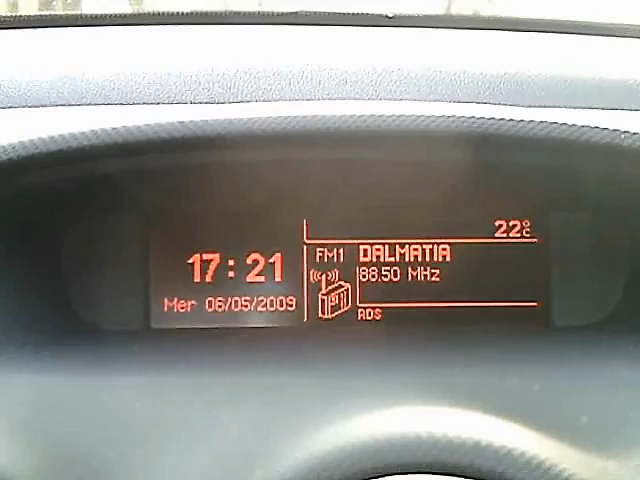 22°C
17:21
FM1 DALMATIA
88.50 MHz
Mer 06/05/2009
RDS